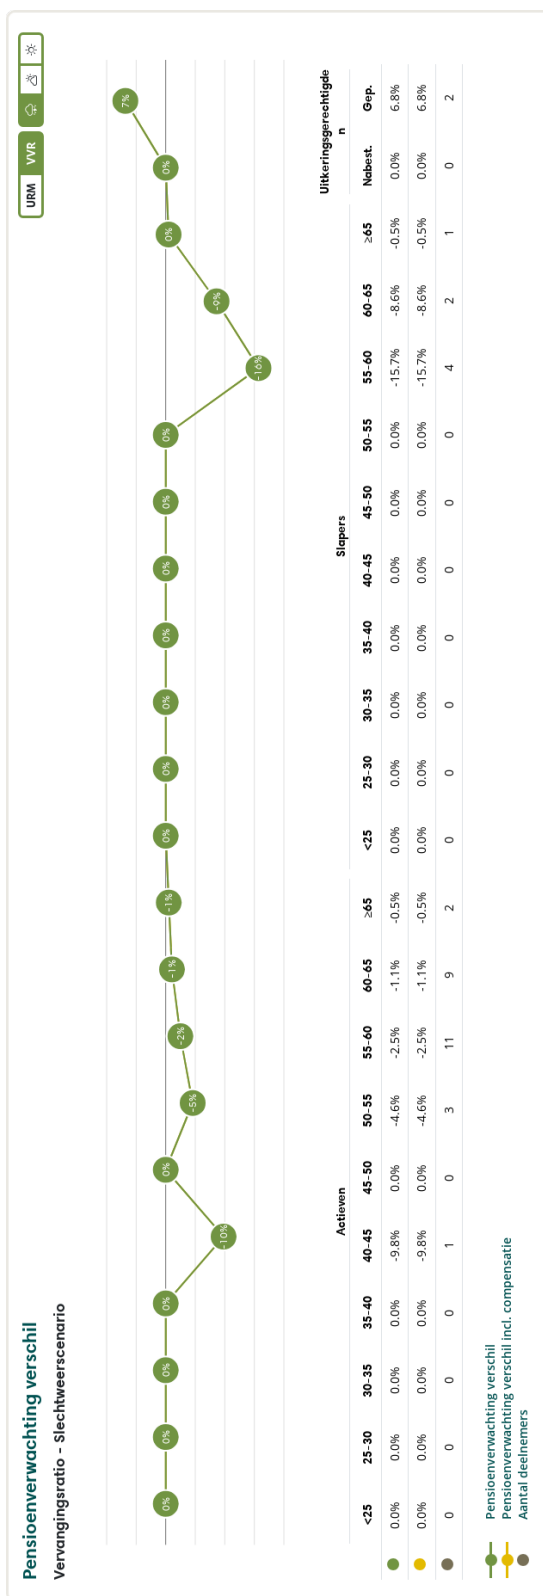 Pensioenverwachting verschil
URM VVR
Vervangingsratio - Slechtweerscenario
0% 0% 0% 0% -10% 0% -5% -2% -1% -1% 0% 0% 0% 0% 0% 0% 0% -16% -9% 0% 0% 7%
Actieven Slapers Uitkeringsgerechtigde
n
<25 25-30 30-35 35-40 40-45 45-50 50-55 55-60 60-65 ≥65 <25 25-30 30-35 35-40 40-45 45-50 50-55 55-60 60-65 ≥65 Nabest. Gep.
0.0% 0.0% 0.0% 0.0% -9.8% 0.0% -4.6% -2.5% -1.1% -0.5% 0.0% 0.0% 0.0% 0.0% 0.0% 0.0% 0.0% -15.7% -8.6% -0.5% 0.0% 6.8%
0.0% 0.0% 0.0% 0.0% -9.8% 0.0% -4.6% -2.5% -1.1% -0.5% 0.0% 0.0% 0.0% 0.0% 0.0% 0.0% 0.0% -15.7% -8.6% -0.5% 0.0% 6.8%
0 0 0 0 1 0 3 11 9 2 0 0 0 0 0 0 0 4 2 1 0 2
Pensioenverwachting verschil
Pensioenverwachting verschil incl. compensatie
Aantal deelnemers